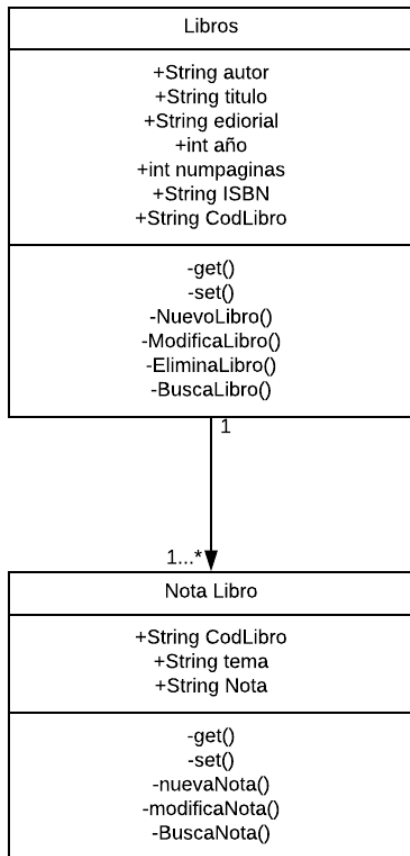 Libros
+String autor
+String titulo
+String ediorial
+int año
+int numpaginas
+String ISBN
+String CodLibro
-get()
-set()
-NuevoLibro()
-ModificaLibro()
-EliminaLibro()
-BuscaLibro()
1
1...*
Nota Libro
+String CodLibro
+String tema
+String Nota
-get()
-set()
-nuevaNota()
-modificaNota()
-BuscaNota()